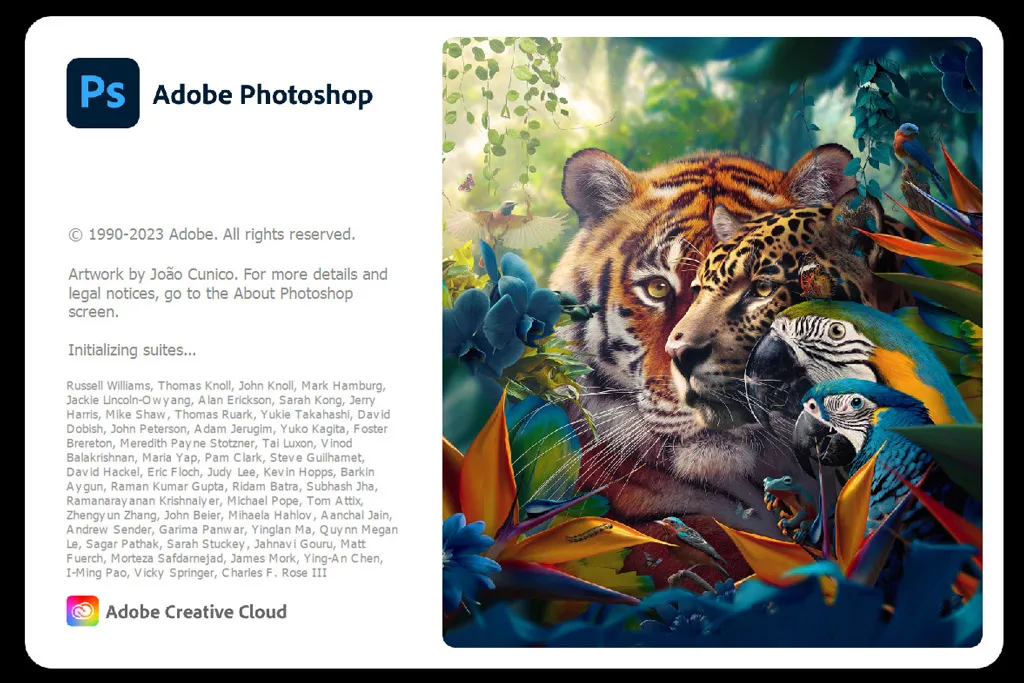 Ps
Adobe Photoshop
© 1990-2023 Adobe. All rights reserved.
Artwork by João Cunico. For more details and
legal notices, go to the About Photoshop
screen.
Initializing suites...
Russell Williams, Thomas Knoll, John Knoll, Mark Hamburg,
Jackie Lincoln-Owyang, Alan Erickson, Sarah Kong, Jerry
Harris, Mike Shaw, Thomas Ruark, Yukie Takahashi, David
Dobish, John Peterson, Adam Jerugim, Yuko Kagita, Foster
Brereton, Meredith Payne Stotzner, Tai Luxon, Vinod
Balakrishnan, Maria Yap, Pam Clark, Steve Guilhamet,
David Hackel, Eric Floch, Judy Lee, Kevin Hopps, Barkin
Aygun, Raman Kumar Gupta, Ridam Batra, Subhash Jha,
Ramanarayanan Krishnaiyer, Michael Pope, Tom Attix,
Zhengyun Zhang, John Beier, Mihaela Hahlov, Aanchal Jain,
Andrew Sender, Garima Panwar, Yinglan Ma, Quynn Megan
Le, Sagar Pathak, Sarah Stuckey, Jahnavi Gouru, Matt
Fuerch, Morteza Safdarnejad, James Mork, Ying-An Chen,
I-Ming Pao, Vicky Springer, Charles F. Rose III
Adobe Creative Cloud